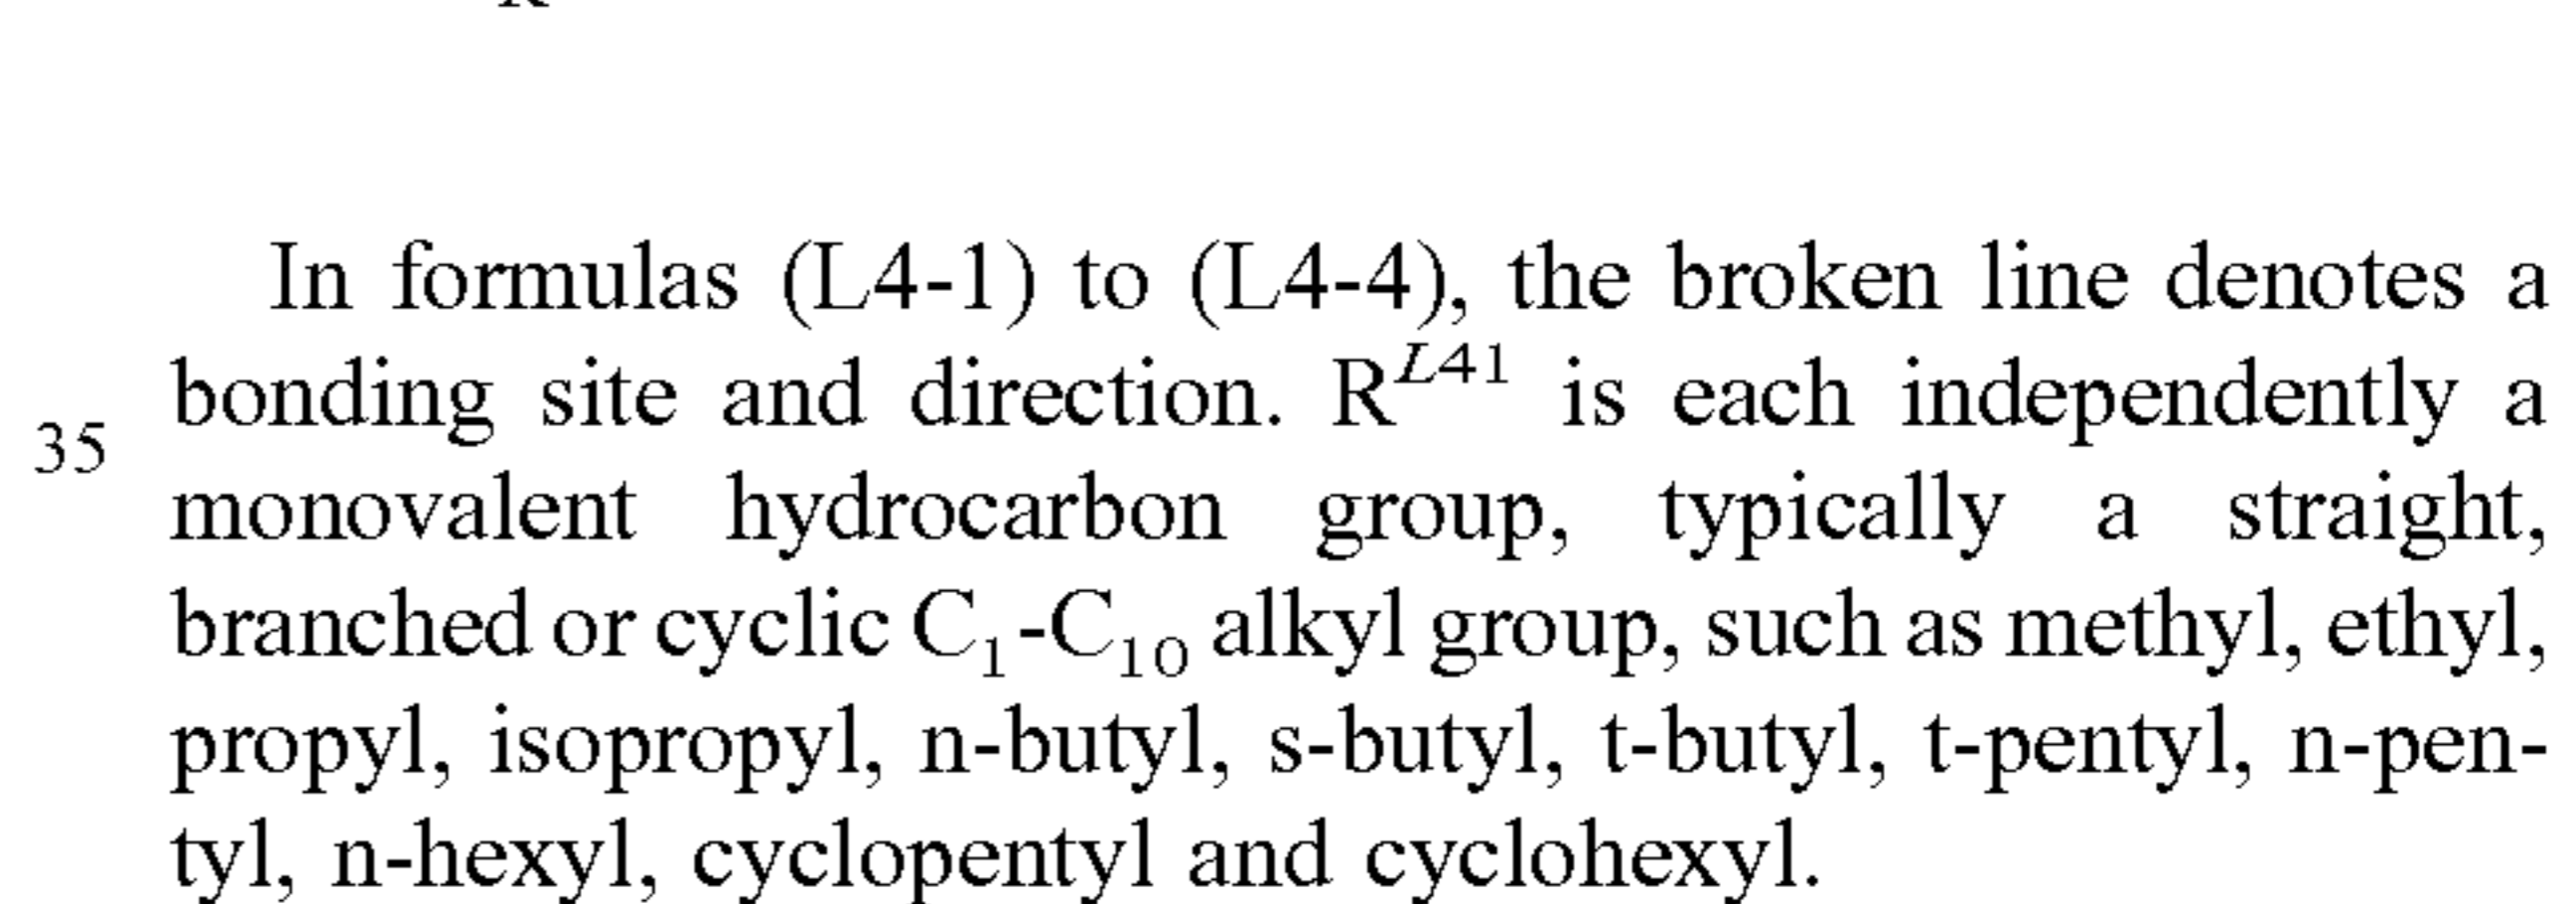 In formulas (L4-1) to (L4-4), the broken line denotes a
bonding site and direction. R^{L41} is each independently a
35
monovalent hydrocarbon group, typically a straight,
branched or cyclic C₁-C₁₀ alkyl group, such as methyl, ethyl,
propyl, isopropyl, n-butyl, s-butyl, t-butyl, t-pentyl, n-pen-
tyl, n-hexyl, cyclopentyl and cyclohexyl.